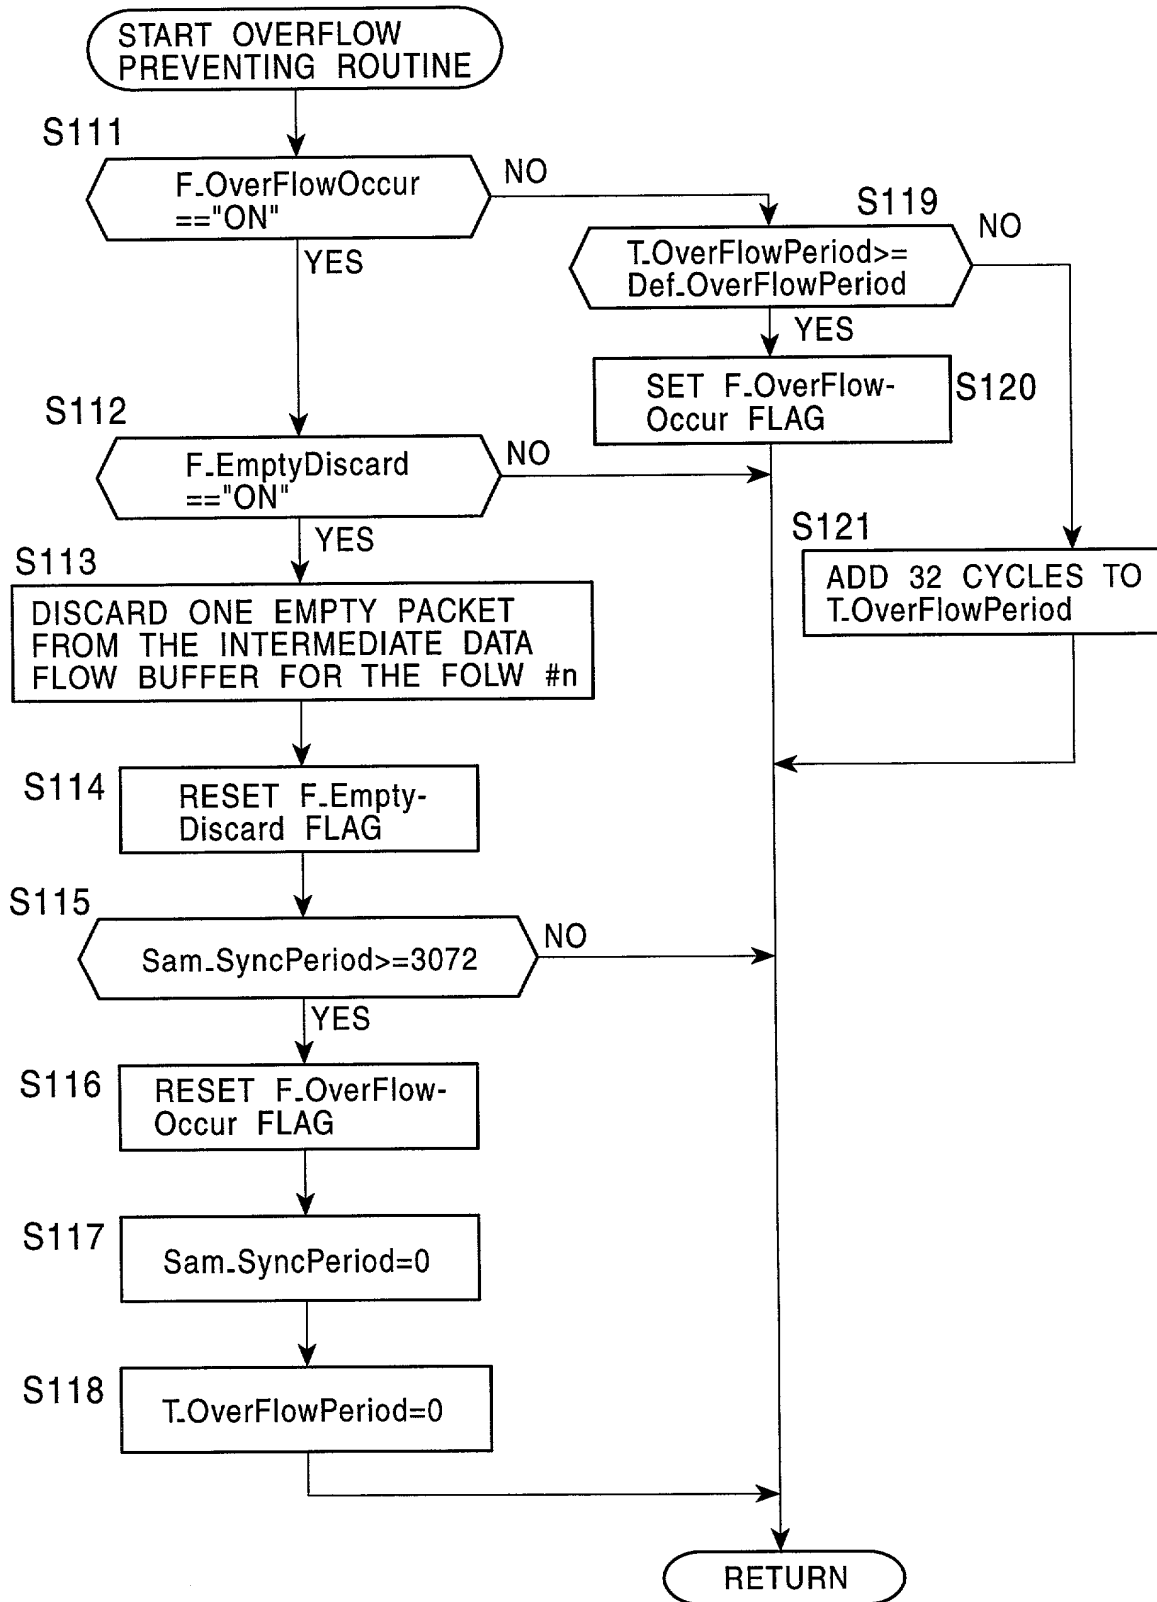 START OVERFLOW
PREVENTING ROUTINE
S111
F_OverFlowOccur
=="ON"
NO
YES
S119
T_OverFlowPeriod>=
Def_OverFlowPeriod
NO
YES
SET F_OverFlow-
Occur FLAG
S120
S112
F_EmptyDiscard
=="ON"
NO
YES
S121
ADD 32 CYCLES TO
T_OverFlowPeriod
S113
DISCARD ONE EMPTY PACKET
FROM THE INTERMEDIATE DATA
FLOW BUFFER FOR THE FOLW #n
S114
RESET F_Empty-
Discard FLAG
S115
Sam_SyncPeriod>=3072
NO
YES
S116
RESET F_OverFlow-
Occur FLAG
S117
Sam_SyncPeriod=0
S118
T_OverFlowPeriod=0
RETURN